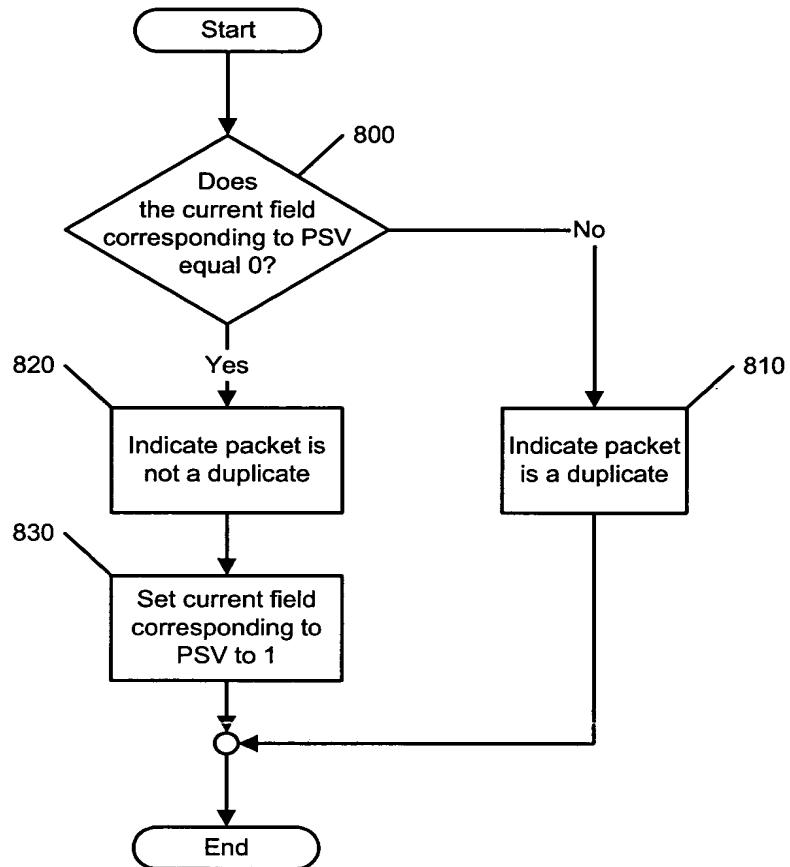 Start
800
Does
the current field
corresponding to PSV
equal 0?
No
Yes
820
810
Indicate packet is
not a duplicate
Indicate packet
is a duplicate
830
Set current field
corresponding to
PSV to 1
End